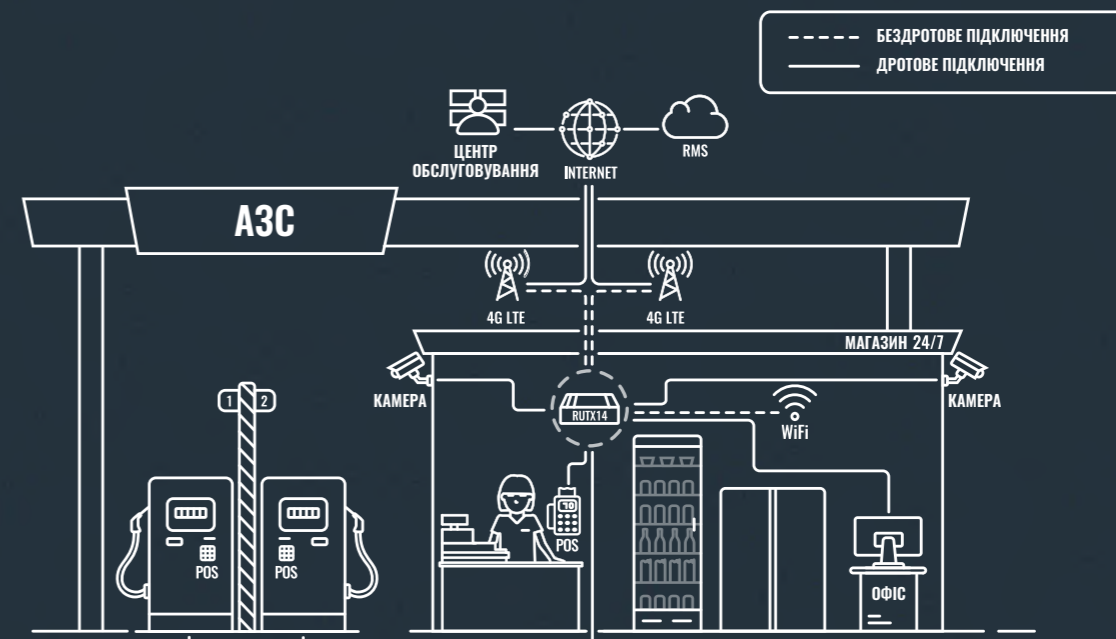 БЕЗДРОТОВЕ ПІДКЛЮЧЕННЯ
ДРОТОВЕ ПІДКЛЮЧЕННЯ
ЦЕНТР
ОБСЛУГОВУВАННЯ
INTERNET
RMS
АЗС
4G LTE
4G LTE
МАГАЗИН 24/7
КАМЕРА
КАМЕРА
1
2
RUTX14
WiFi
10
POS
POS
POS
ОФІС